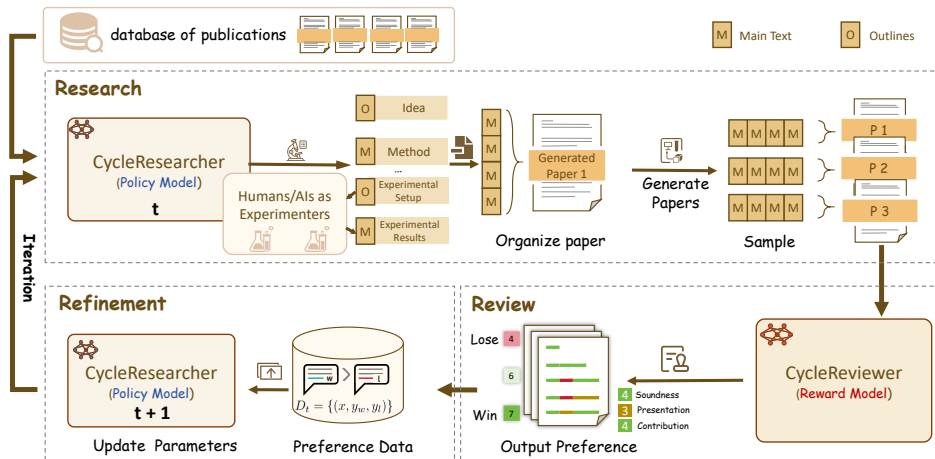 database of publications
M Main Text
O Outlines
Research
CycleResearcher
(Policy Model)
t
Humans/AIs as
Experimenters
O Idea
M Method
...
O Experimental
Setup
M Experimental
Results
M
M
M
M
Generated
Paper 1
Organize paper
Generate
Papers
M M M M
M M M M
M M M M
Sample
P 1
P 2
P 3
Iteration
Refinement
CycleResearcher
(Policy Model)
t + 1
Update Parameters
w > l
D_t = {(x, y_w, y_l)}
Preference Data
Review
Lose 4
6
Win 7
4 Soundness
3 Presentation
4 Contribution
Output Preference
CycleReviewer
(Reward Model)